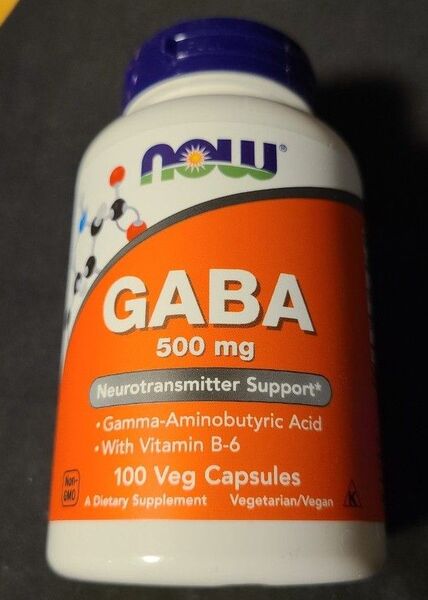 NOW®
GABA
500 mg
Neurotransmitter Support*
• Gamma-Aminobutyric Acid
• With Vitamin B-6
100 Veg Capsules
Non-
GMO
A Dietary Supplement Vegetarian/Vegan
K